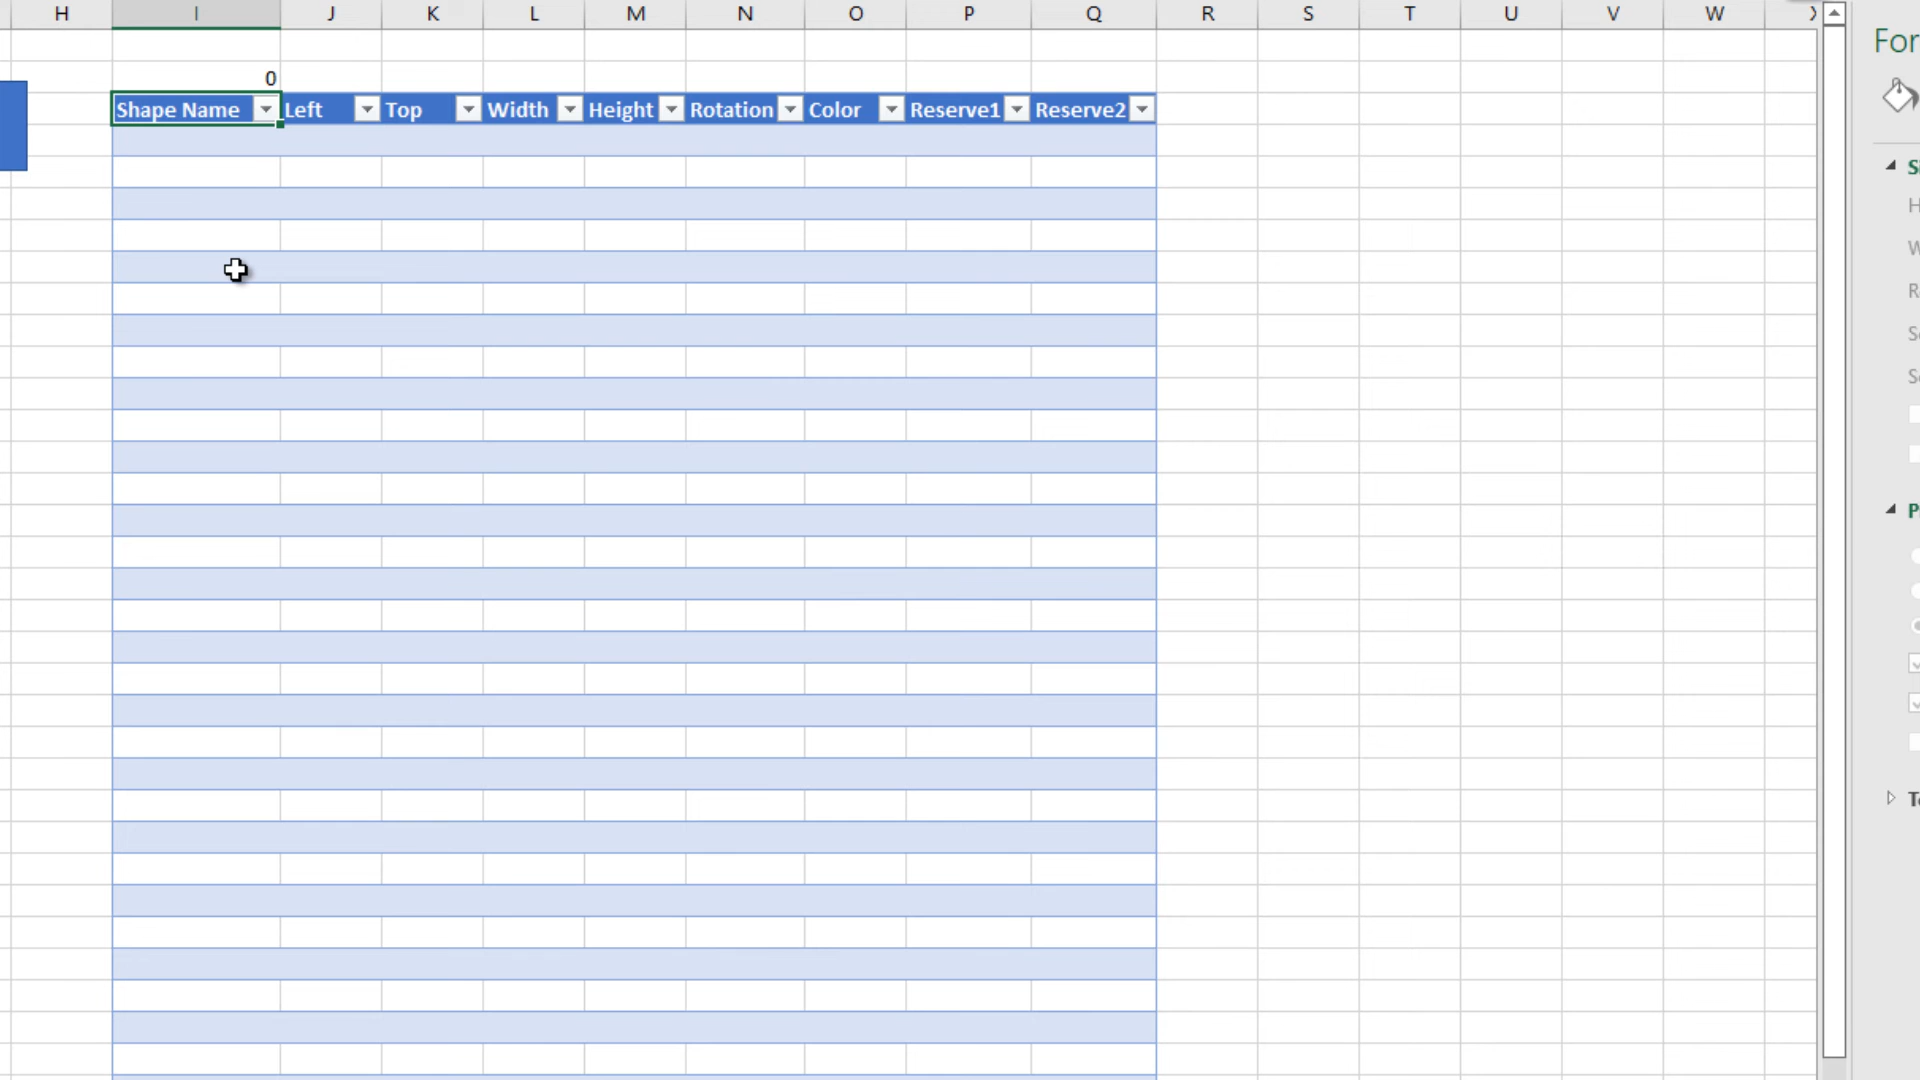 H I J K L M N O P Q R S T U V W
For
0
Shape Name Left Top Width Height Rotation Color Reserve1 Reserve2